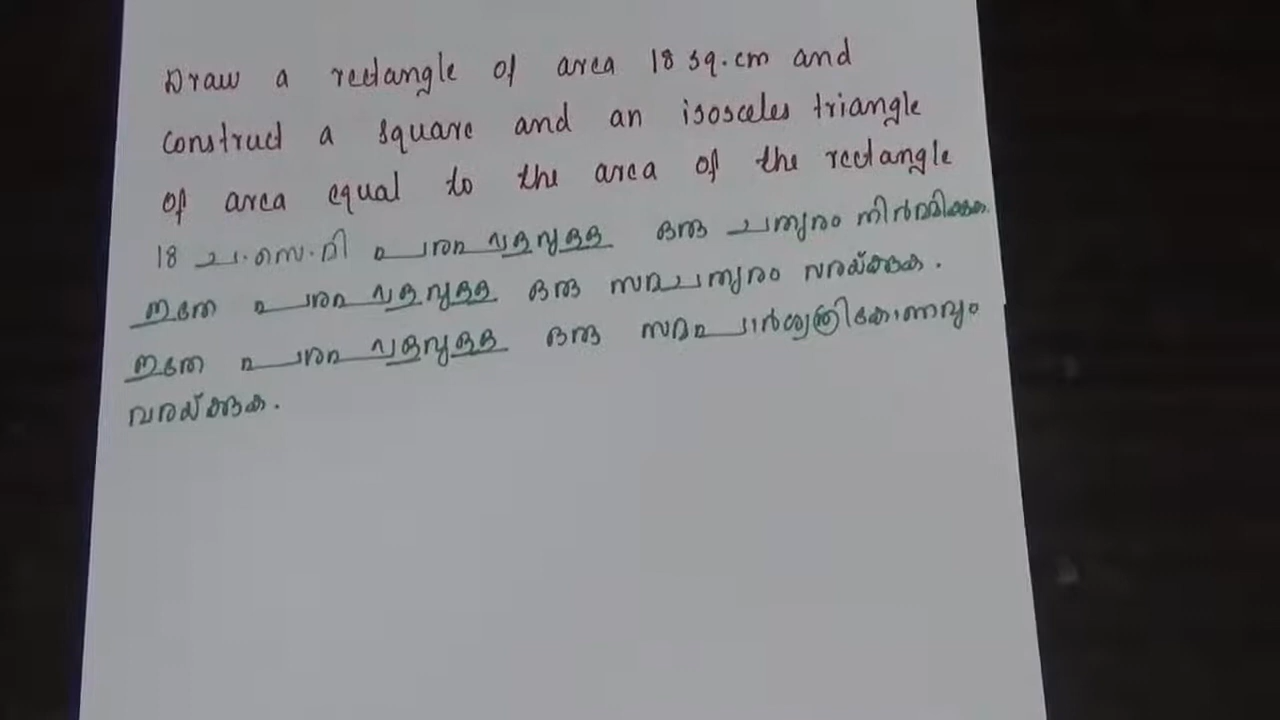 Draw a rectangle of area 18 sq.cm and
construct a square and an isosceles triangle
of area equal to the area of the rectangle
18 ച.സെ.മീ പരപ്പളവുള്ള ഒരു ചതുരം നിർമ്മിക്കുക.
ഇതേ പരപ്പളവുള്ള ഒരു സമചതുരം വരയ്ക്കുക.
ഇതേ പരപ്പളവുള്ള ഒരു സമപാർശ്വത്രികോണവും
വരയ്ക്കുക.